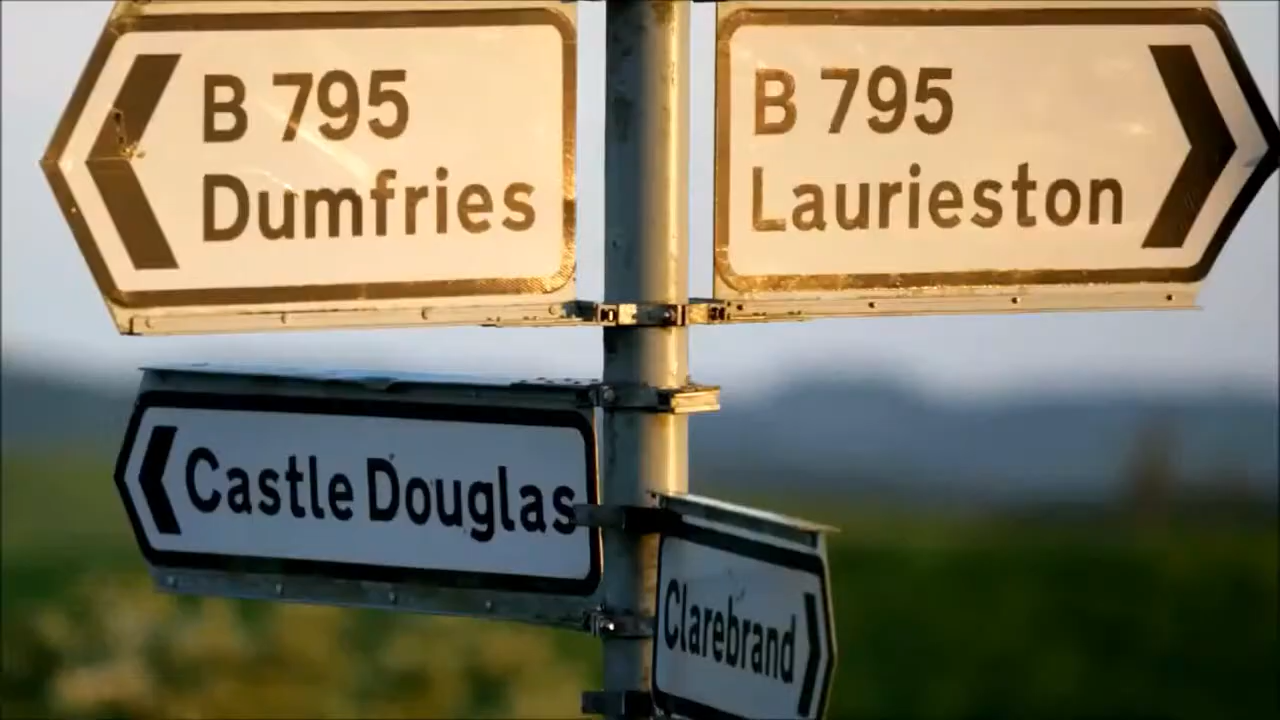 B 795
Dumfries
B 795
Laurieston
Castle Douglas
Clarebrand